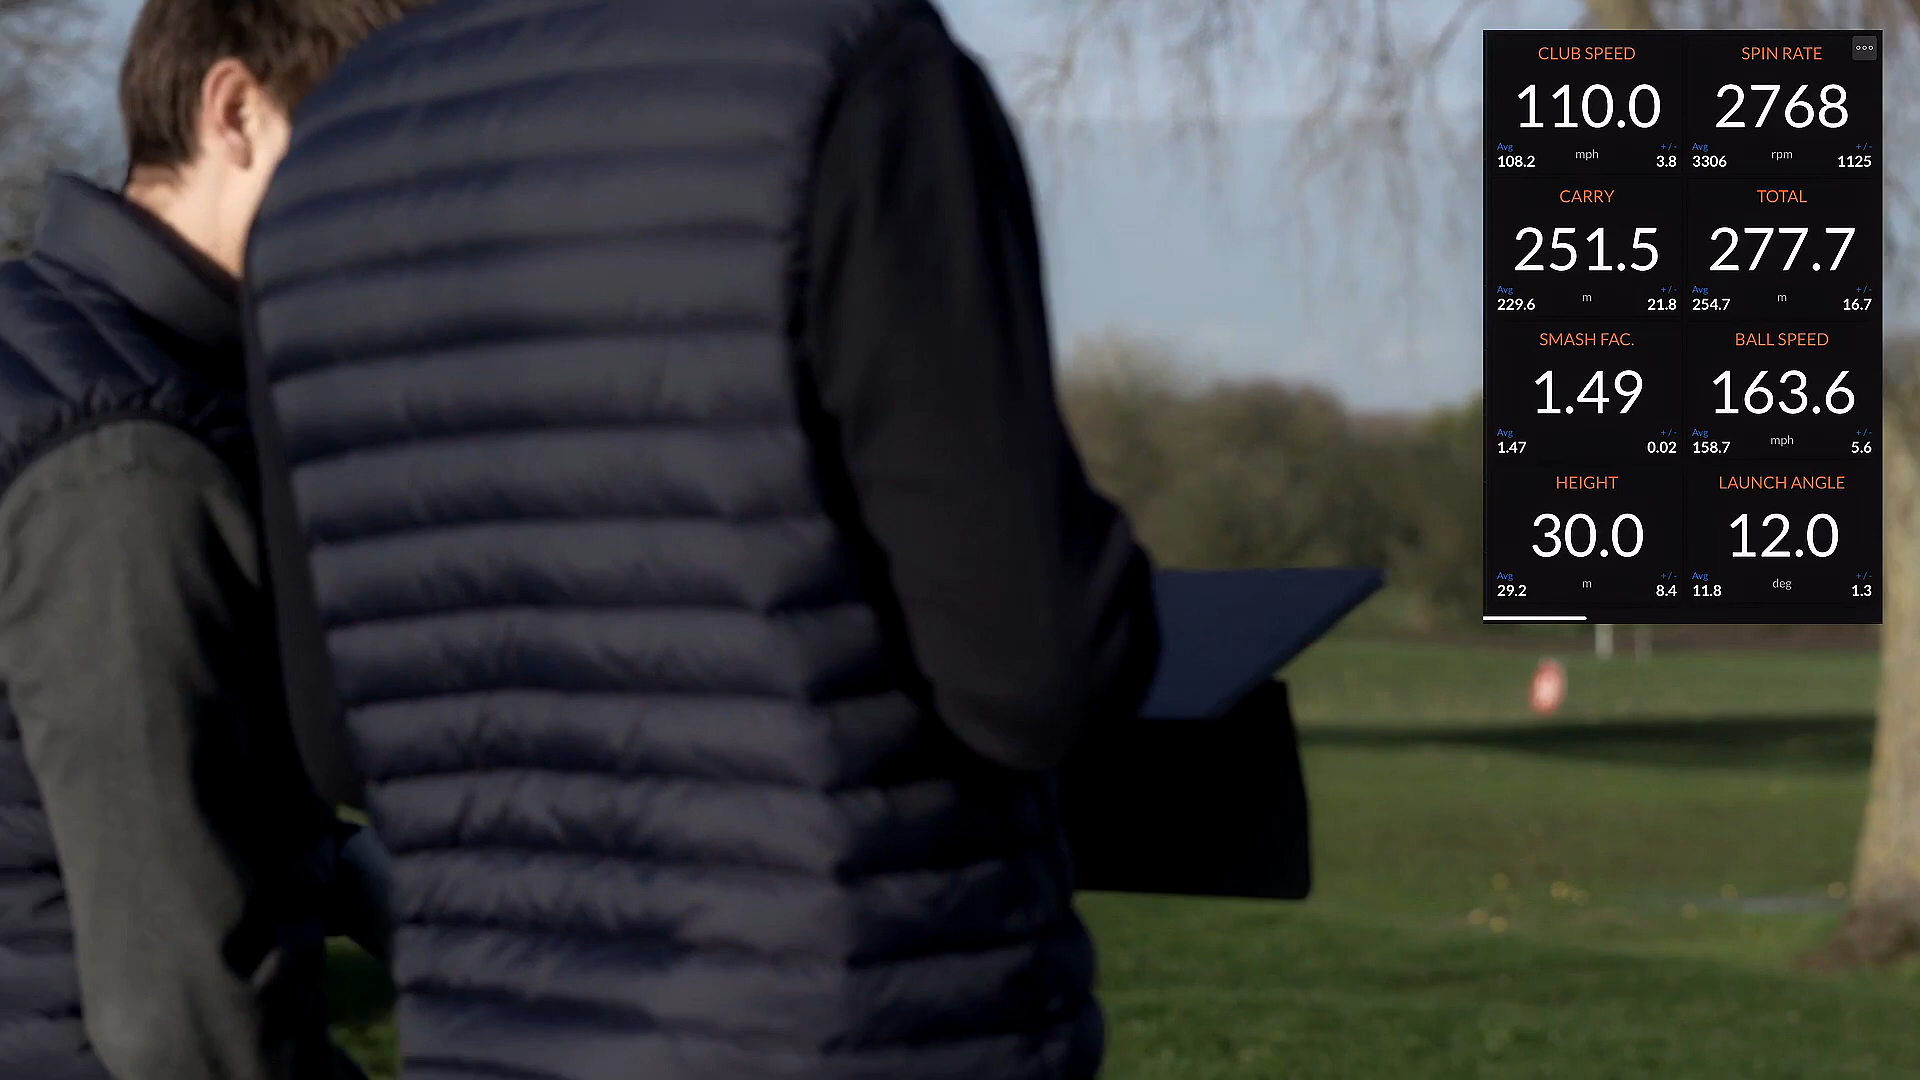 CLUB SPEED
110.0
Avg 108.2 mph +/- 3.8
SPIN RATE
2768
Avg 3306 rpm +/- 1125
CARRY
251.5
Avg 229.6 m +/- 21.8
TOTAL
277.7
Avg 254.7 m +/- 16.7
SMASH FAC.
1.49
Avg 1.47 +/- 0.02
BALL SPEED
163.6
Avg 158.7 mph +/- 5.6
HEIGHT
30.0
Avg 29.2 m +/- 8.4
LAUNCH ANGLE
12.0
Avg 11.8 deg +/- 1.3